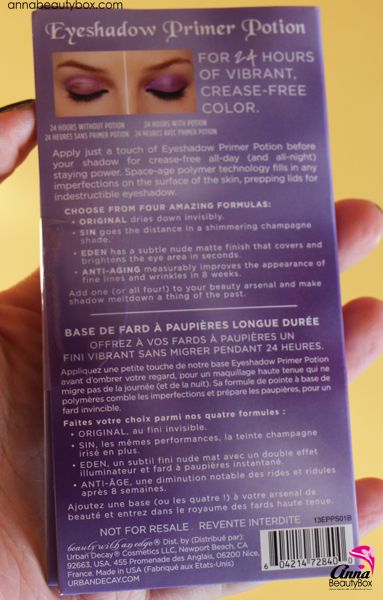 annabeautybox.com
Eyeshadow Primer Potion
FOR 24 HOURS
OF VIBRANT,
CREASE-FREE
COLOR.
24 HOURS WITHOUT POTION 24 HOURS WITH POTION
24 HEURES SANS PRIMER POTION 24 HEURES AVEC PRIMER POTION
Apply just a touch of Eyeshadow Primer Potion before
your shadow for crease-free all-day (and all-night)
staying power. Space-age polymer technology fills in any
imperfections on the surface of the skin, prepping lids for
indestructible eyeshadow.
CHOOSE FROM FOUR AMAZING FORMULAS:
• ORIGINAL dries down invisibly.
• SIN goes the distance in a shimmering champagne
shade.
• EDEN has a subtle nude matte finish that covers and
brightens the eye area in seconds.
• ANTI-AGING measurably improves the appearance of
fine lines and wrinkles in 8 weeks.
Add one (or all four!) to your beauty arsenal and make
shadow meltdown a thing of the past.
BASE DE FARD À PAUPIÈRES LONGUE DURÉE
OFFREZ À VOS FARDS À PAUPIÈRES UN
FINI VIBRANT SANS MIGRER PENDANT 24 HEURES.
Appliquez une petite touche de notre base Eyeshadow Primer Potion
avant d'ombrer votre regard, pour un maquillage haute tenue qui ne
migre pas de la journée (et de la nuit). Sa formule de pointe à base de
polymères comble les imperfections et prépare les paupières, pour un
fard invincible.
Faites votre choix parmi nos quatre formules :
• ORIGINAL, au fini invisible.
• SIN, les mêmes performances, la teinte champagne
irisé en plus.
• EDEN, un subtil fini nude mat avec un double effet
illuminateur et fard à paupières instantané.
• ANTI-ÂGE, une diminution notable des rides et ridules
après 8 semaines.
Ajoutez une base (ou les quatre !) à votre arsenal de
beauté et entrez dans le royaume des fards haute tenue.
NOT FOR RESALE . REVENTE INTERDITE
13EPPS01B
beauty with an edge® Dist. by (Distribué par):
Urban Decay® Cosmetics LLC, Newport Beach, CA
92663, USA. 455 Promenade des Anglais, 06200 Nice,
France. Made in USA (Fabriqué aux États-Unis)
URBANDECAY.COM
6 04214 72840 0
Anna
BeautyBox